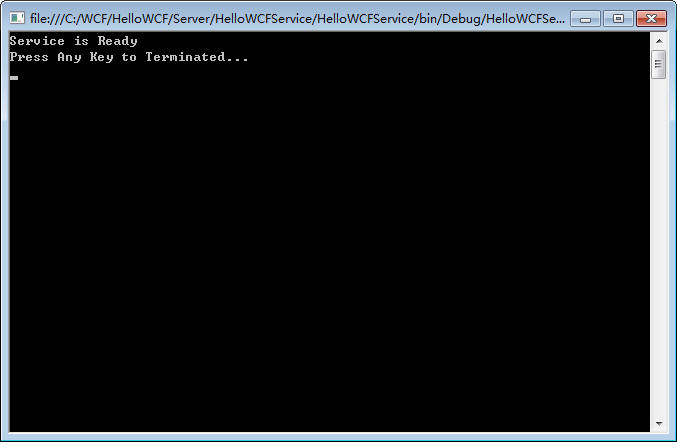 file:///C:/WCF/HelloWCF/Server/HelloWCFService/HelloWCFService/bin/Debug/HelloWCFSe...
Service is Ready
Press Any Key to Terminated...